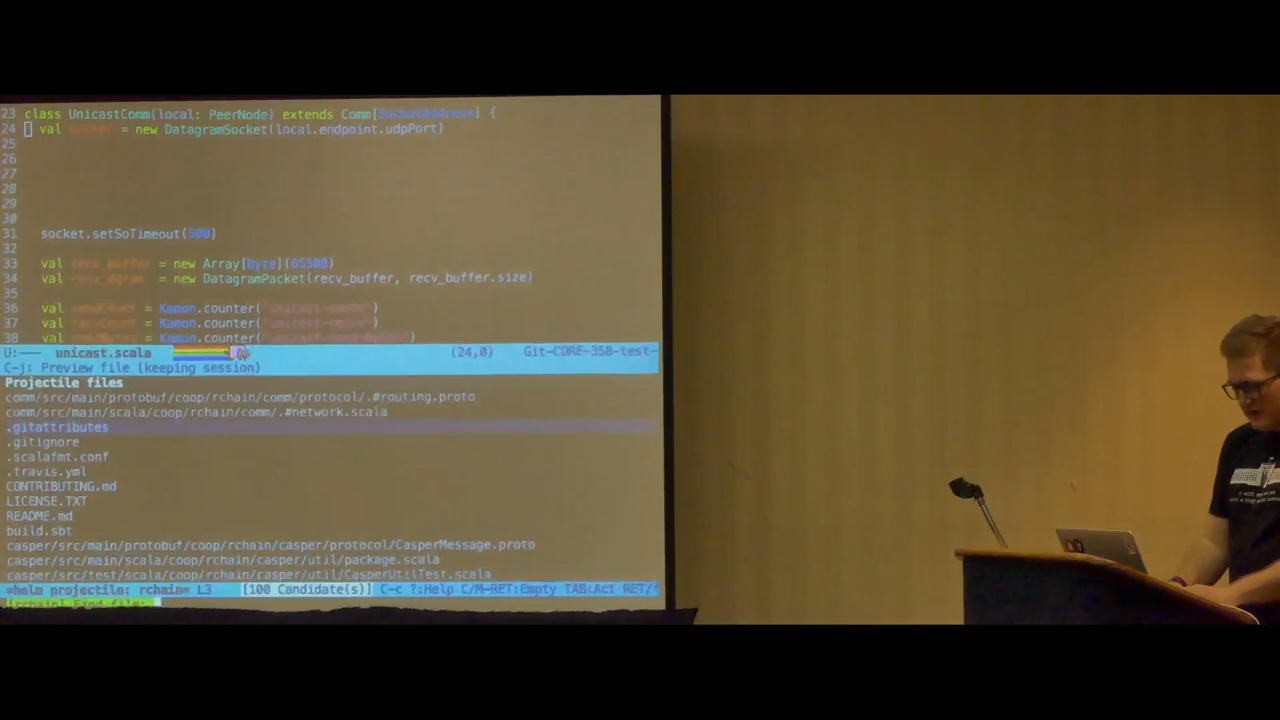 23 class UnicastComm(local: PeerNode) extends Comm[SocketAddress] {
24 val socket = new DatagramSocket(local.endpoint.udpPort)
25
26
27
28
29
30
31 socket.setSoTimeout(500)
32
33 val recv_buffer = new Array[Byte](65508)
34 val recv_dgram = new DatagramPacket(recv_buffer, recv_buffer.size)
35
36 val = Kamon.counter(" ")
37 val = Kamon.counter(" ")
38 val = Kamon.counter(" ")
U:--- unicast.scala (24,0) Git-CORE-358-test-
C-j: Preview file (keeping session)
Projectile files
comm/src/main/protobuf/coop/rchain/comm/protocol/.#routing.proto
comm/src/main/scala/coop/rchain/comm/.#network.scala
.gitattributes
.gitignore
.scalafmt.conf
.travis.yml
CONTRIBUTING.md
LICENSE.TXT
README.md
build.sbt
casper/src/main/protobuf/coop/rchain/casper/protocol/CasperMessage.proto
casper/src/main/scala/coop/rchain/casper/util/package.scala
casper/src/test/scala/coop/rchain/casper/util/CasperUtilTest.scala
*helm projectile: rchain* L3 [100 Candidate(s)] C-c ?:Help C/M-RET:Empty TAB:Act RET/
[rchain] Find file: